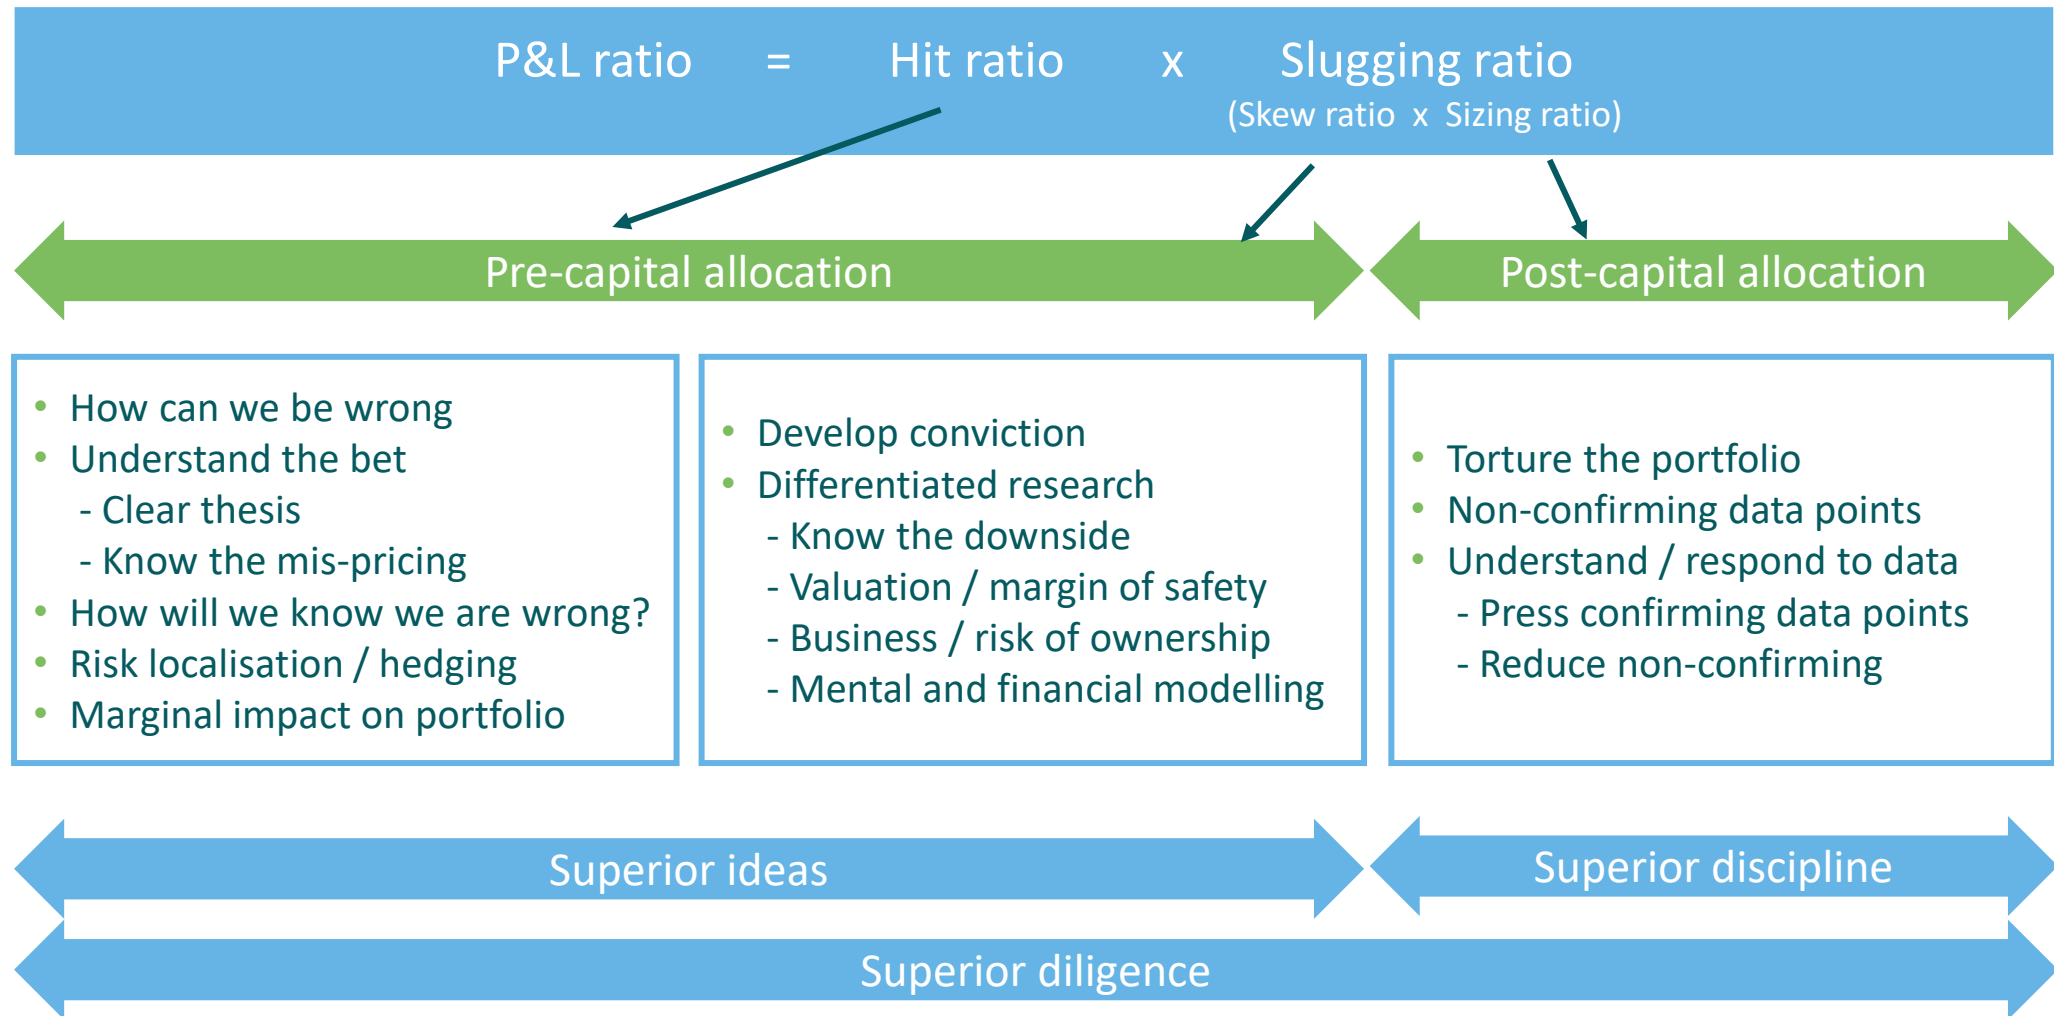 P&L ratio = Hit ratio x Slugging ratio
(Skew ratio x Sizing ratio)
Pre-capital allocation
Post-capital allocation
• How can we be wrong
• Understand the bet
- Clear thesis
- Know the mis-pricing
• How will we know we are wrong?
• Risk localisation / hedging
• Marginal impact on portfolio
• Develop conviction
• Differentiated research
- Know the downside
- Valuation / margin of safety
- Business / risk of ownership
- Mental and financial modelling
• Torture the portfolio
• Non-confirming data points
• Understand / respond to data
- Press confirming data points
- Reduce non-confirming
Superior ideas
Superior discipline
Superior diligence